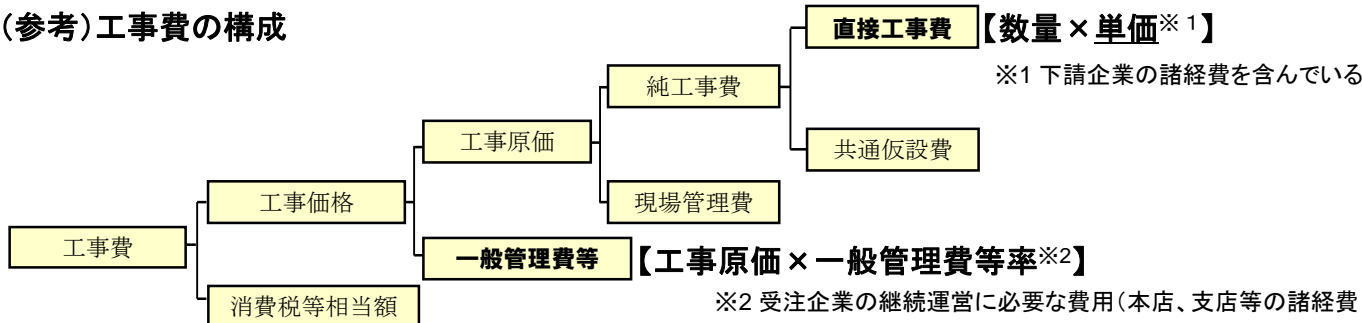 (参考)工事費の構成
直接工事費【数量×単価※1】
※1 下請企業の諸経費を含んでいる
純工事費
工事原価
共通仮設費
工事価格
現場管理費
工事費
一般管理費等【工事原価×一般管理費等率※2】
消費税等相当額
※2 受注企業の継続運営に必要な費用(本店、支店等の諸経費